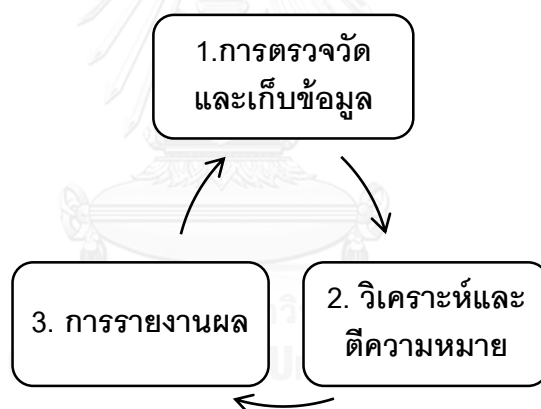 1.การตรวจวัด
และเก็บข้อมูล
3. การรายงานผล
2. วิเคราะห์และ
ตีความหมาย